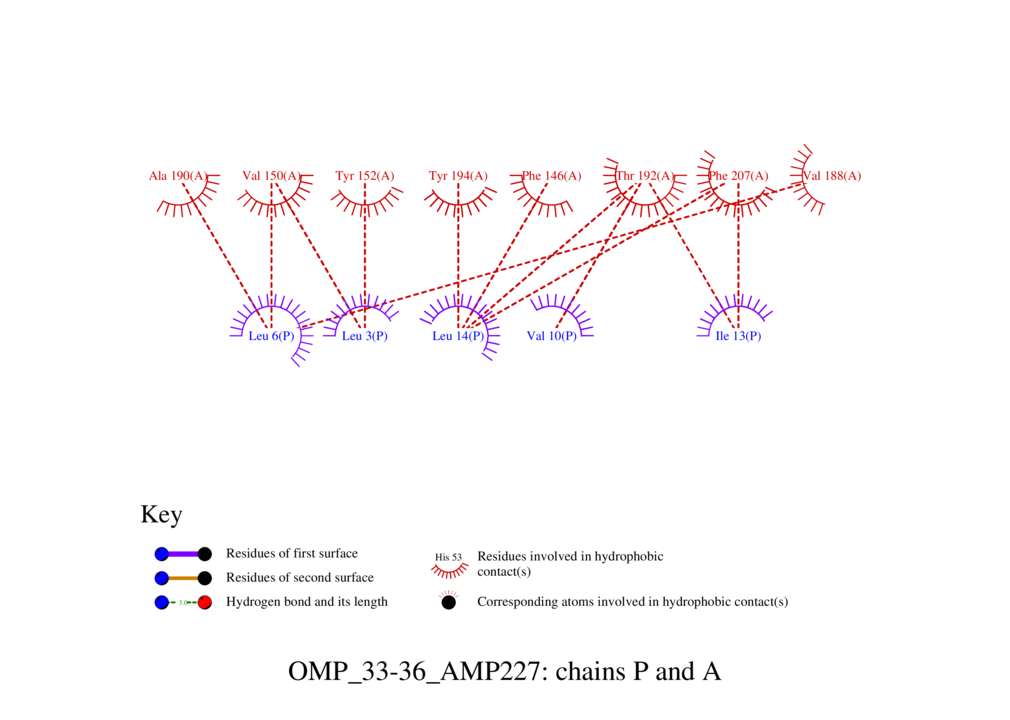 Ala 190(A) Val 150(A) Tyr 152(A) Tyr 194(A) Phe 146(A) Thr 192(A) Phe 207(A) Val 188(A)
Leu 6(P) Leu 3(P) Leu 14(P) Val 10(P) Ile 13(P)
Key
Residues of first surface
Residues of second surface
3.0 Hydrogen bond and its length
His 53 Residues involved in hydrophobic
contact(s)
Corresponding atoms involved in hydrophobic contact(s)
OMP_33-36_AMP227: chains P and A